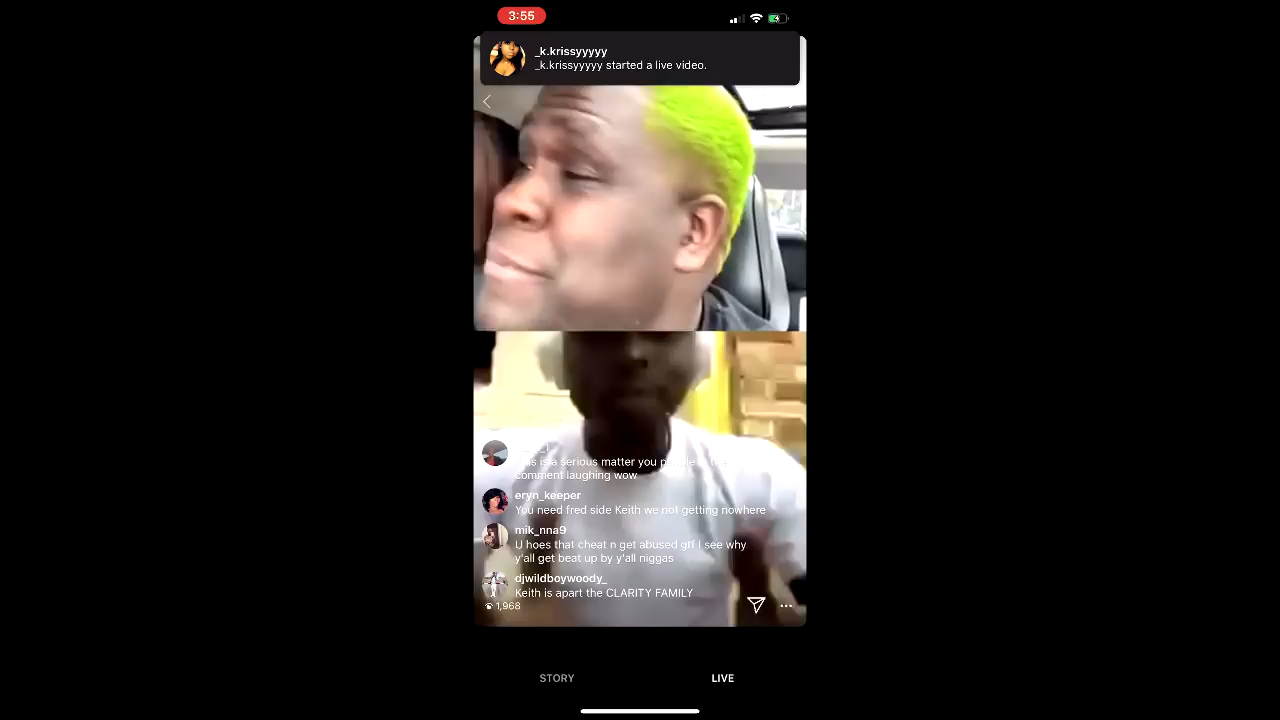 3:55
_k.krissyyyyy
_k.krissyyyyy started a live video.
is a serious matter you
comment laughing wow
eryn_keeper
You need fred side Keith we not getting nowhere
mik_nna9
U hoes that cheat n get abused gtf I see why
y'all get beat up by y'all niggas
djwildboywoody_
Keith is apart the CLARITY FAMILY
1,968
STORY LIVE